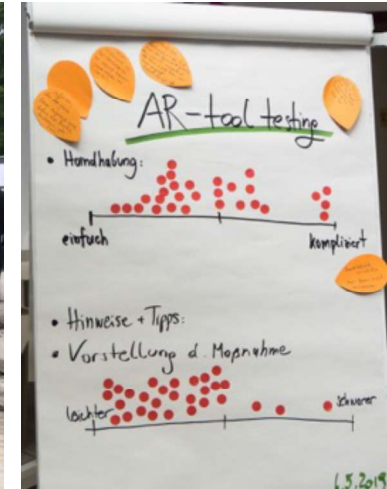 AR-tool testing
• Handhabung:
einfach
kompliziert
• Hinweise + Tipps:
• Vorstellung d. Maßnahme
leichter
schwerer
6.5.2019